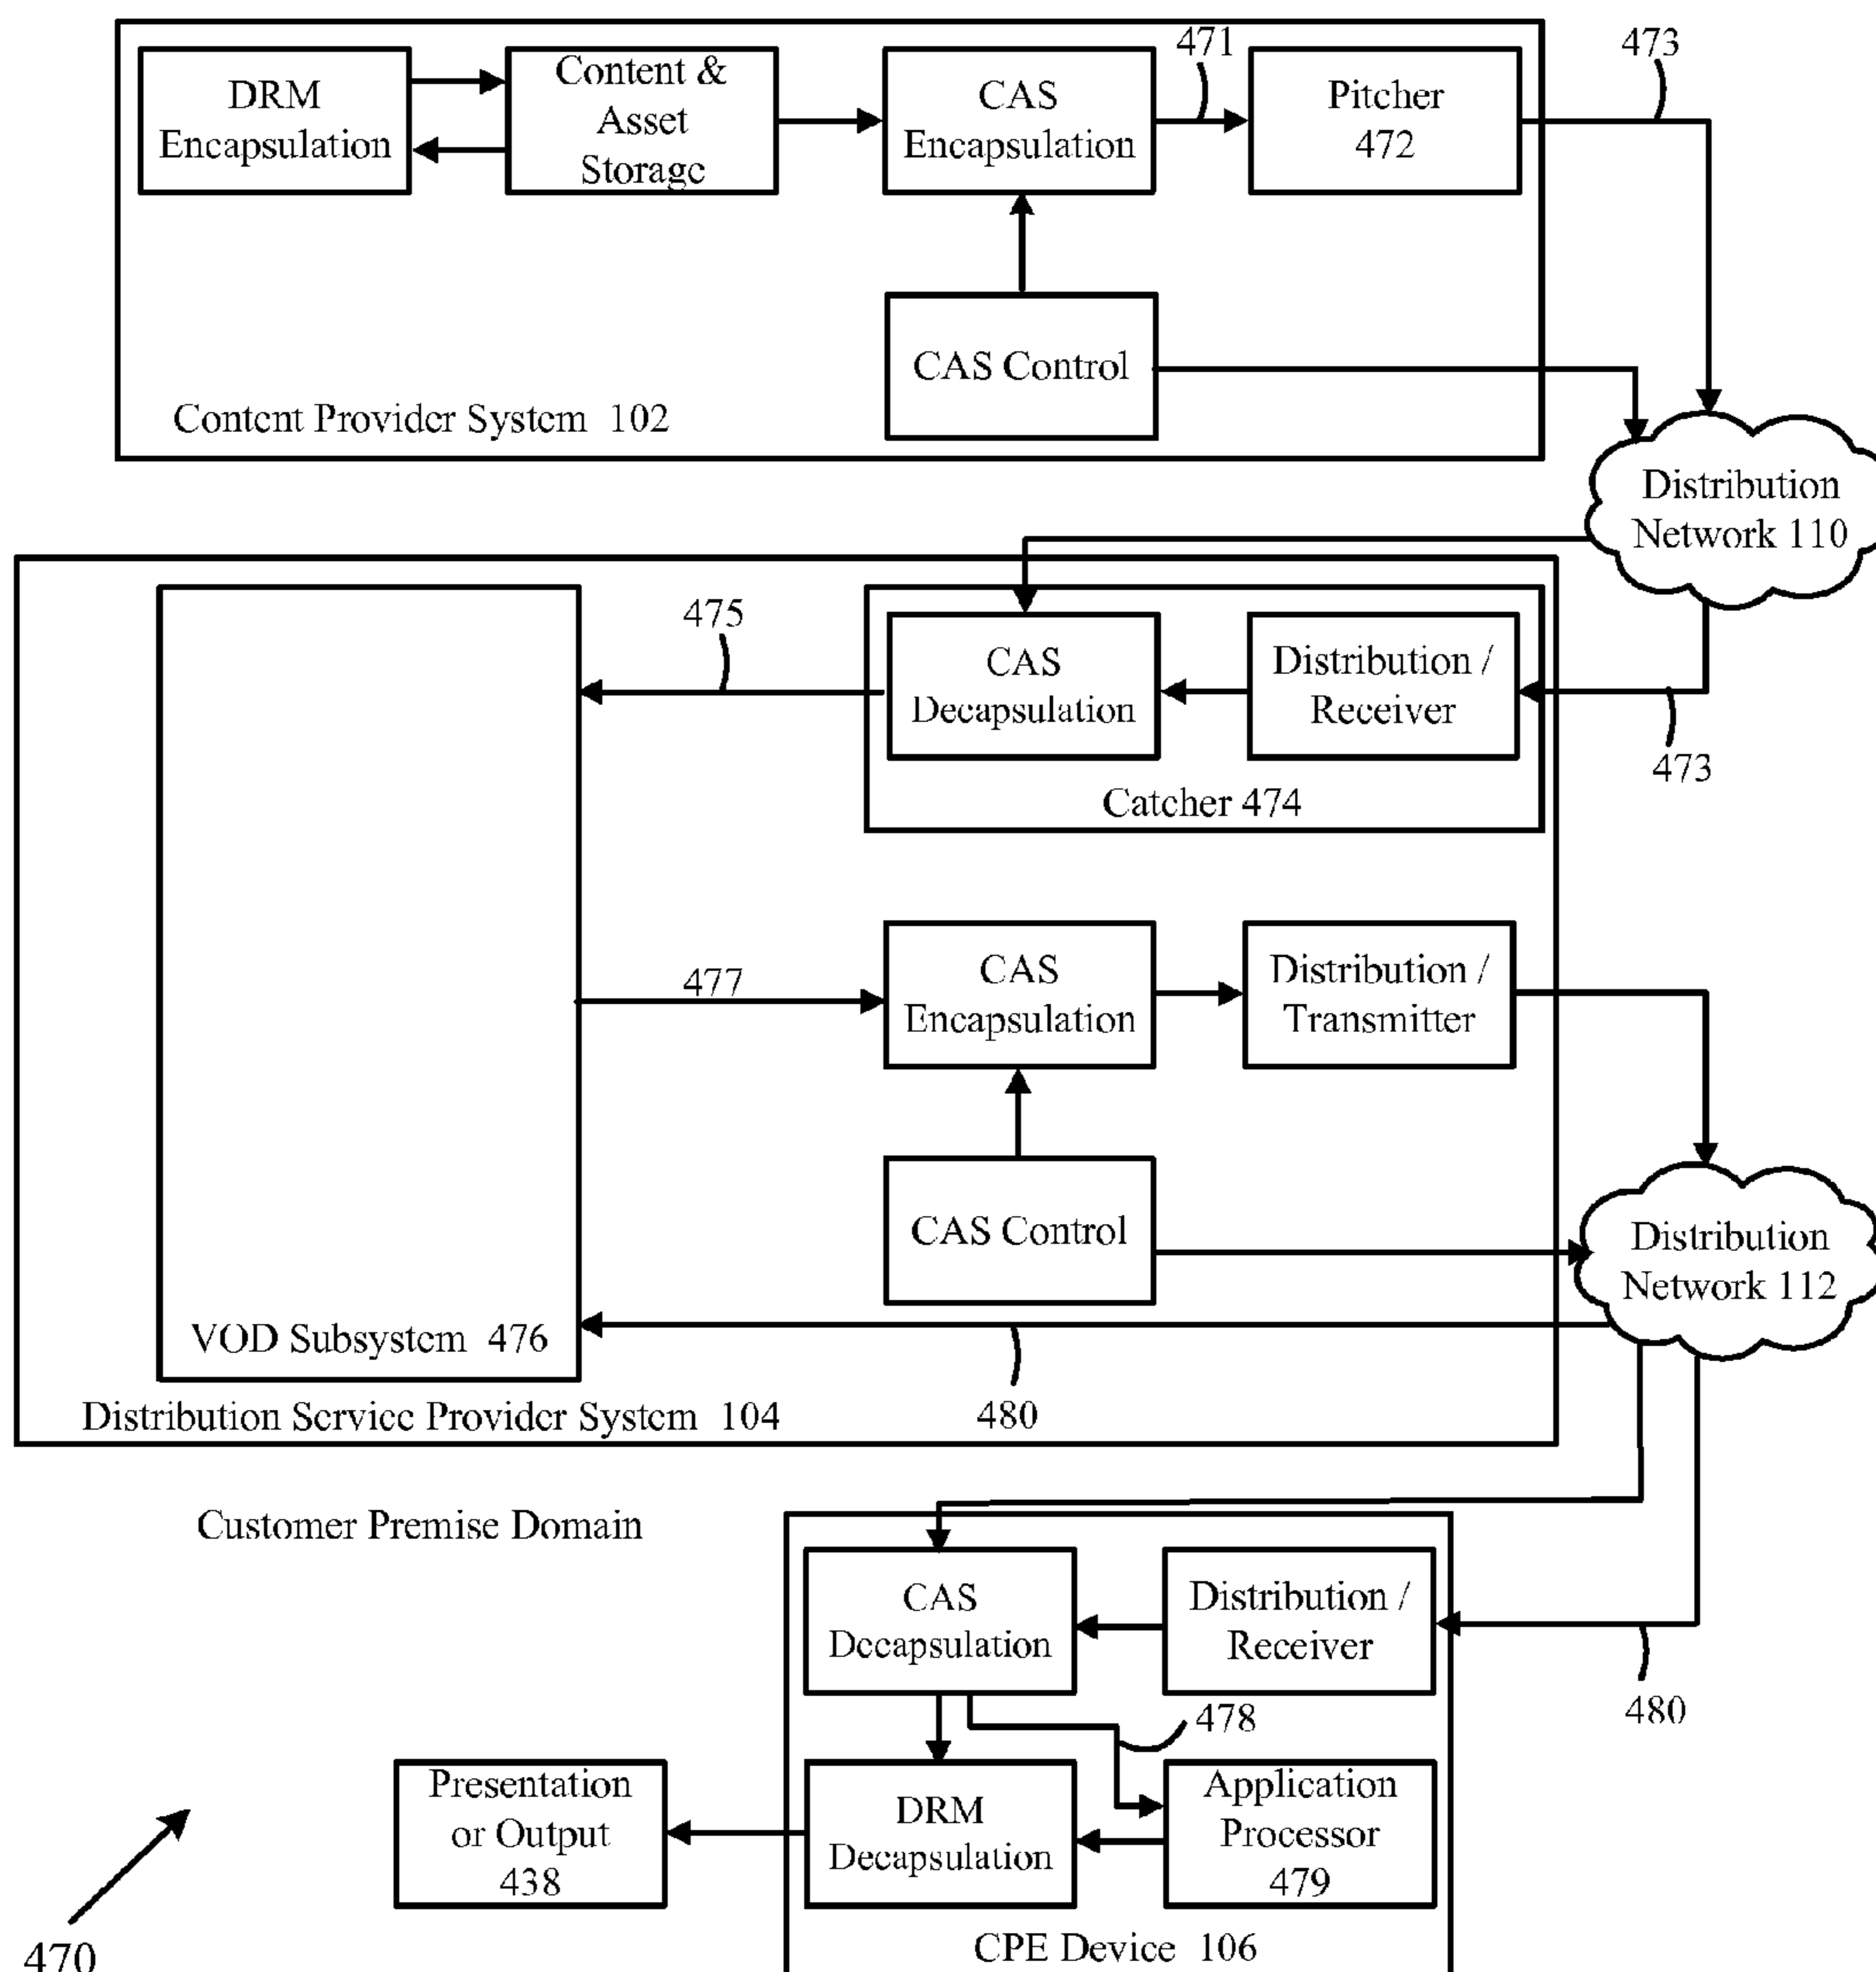 DRM
Encapsulation
Content &
Asset
Storage
CAS
Encapsulation
471
Pitcher
472
473
CAS Control
Content Provider System 102
Distribution
Network 110
475
CAS
Decapsulation
Distribution /
Receiver
473
Catcher 474
477
CAS
Encapsulation
Distribution /
Transmitter
CAS Control
Distribution
Network 112
VOD Subsystem 476
480
Distribution Service Provider System 104
Customer Premise Domain
CAS
Decapsulation
Distribution /
Receiver
478
480
Presentation
or Output
438
DRM
Decapsulation
Application
Processor
479
CPE Device 106
470